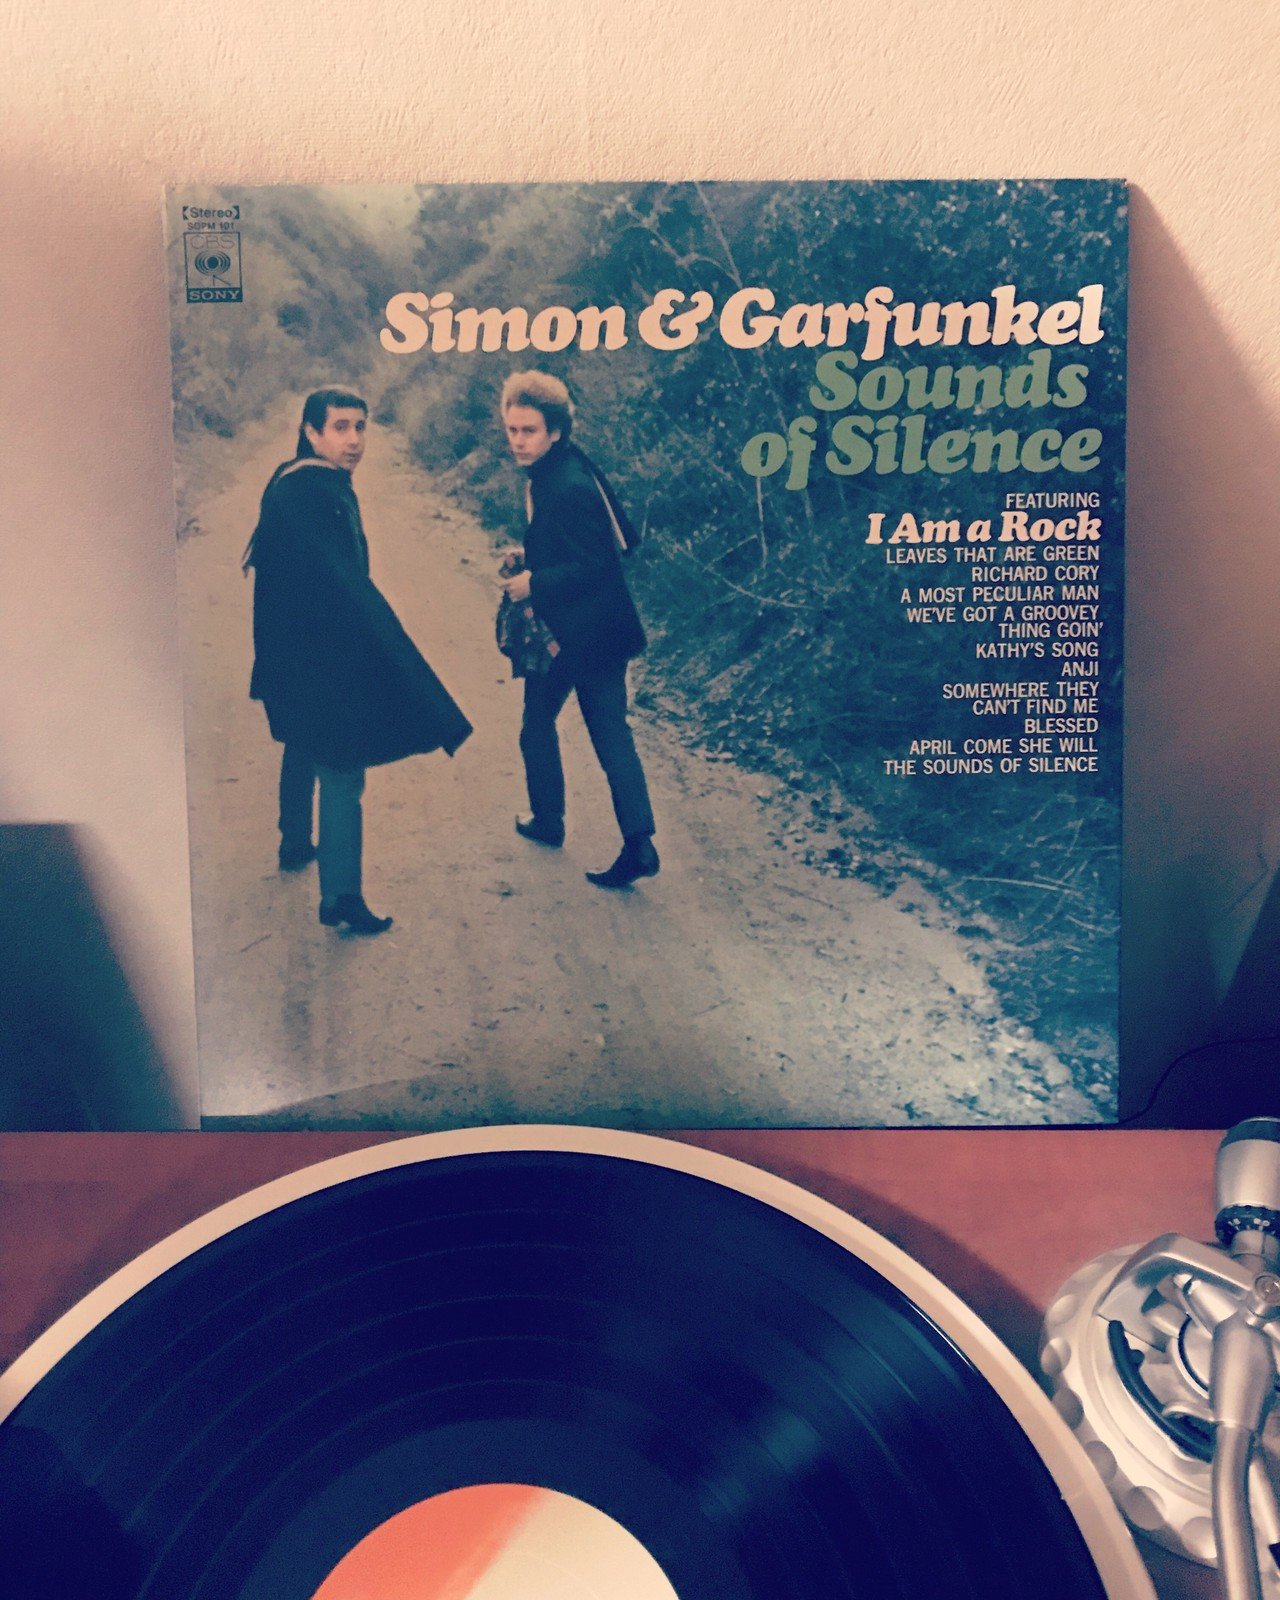 【Stereo】
SOPM 101
CBS
SONY
Simon & Garfunkel
Sounds
of Silence
FEATURING
I Am a Rock
LEAVES THAT ARE GREEN
RICHARD CORY
A MOST PECULIAR MAN
WE'VE GOT A GROOVEY
THING GOIN'
KATHY'S SONG
ANJI
SOMEWHERE THEY
CAN'T FIND ME
BLESSED
APRIL COME SHE WILL
THE SOUNDS OF SILENCE